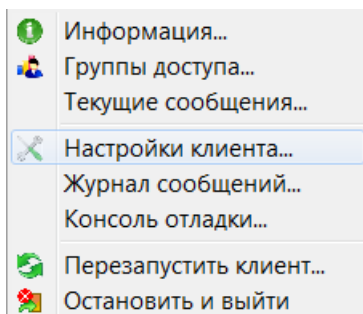 Информация...
Группы доступа...
Текущие сообщения...
Настройки клиента...
Журнал сообщений...
Консоль отладки...
Перезапустить клиент...
Остановить и выйти